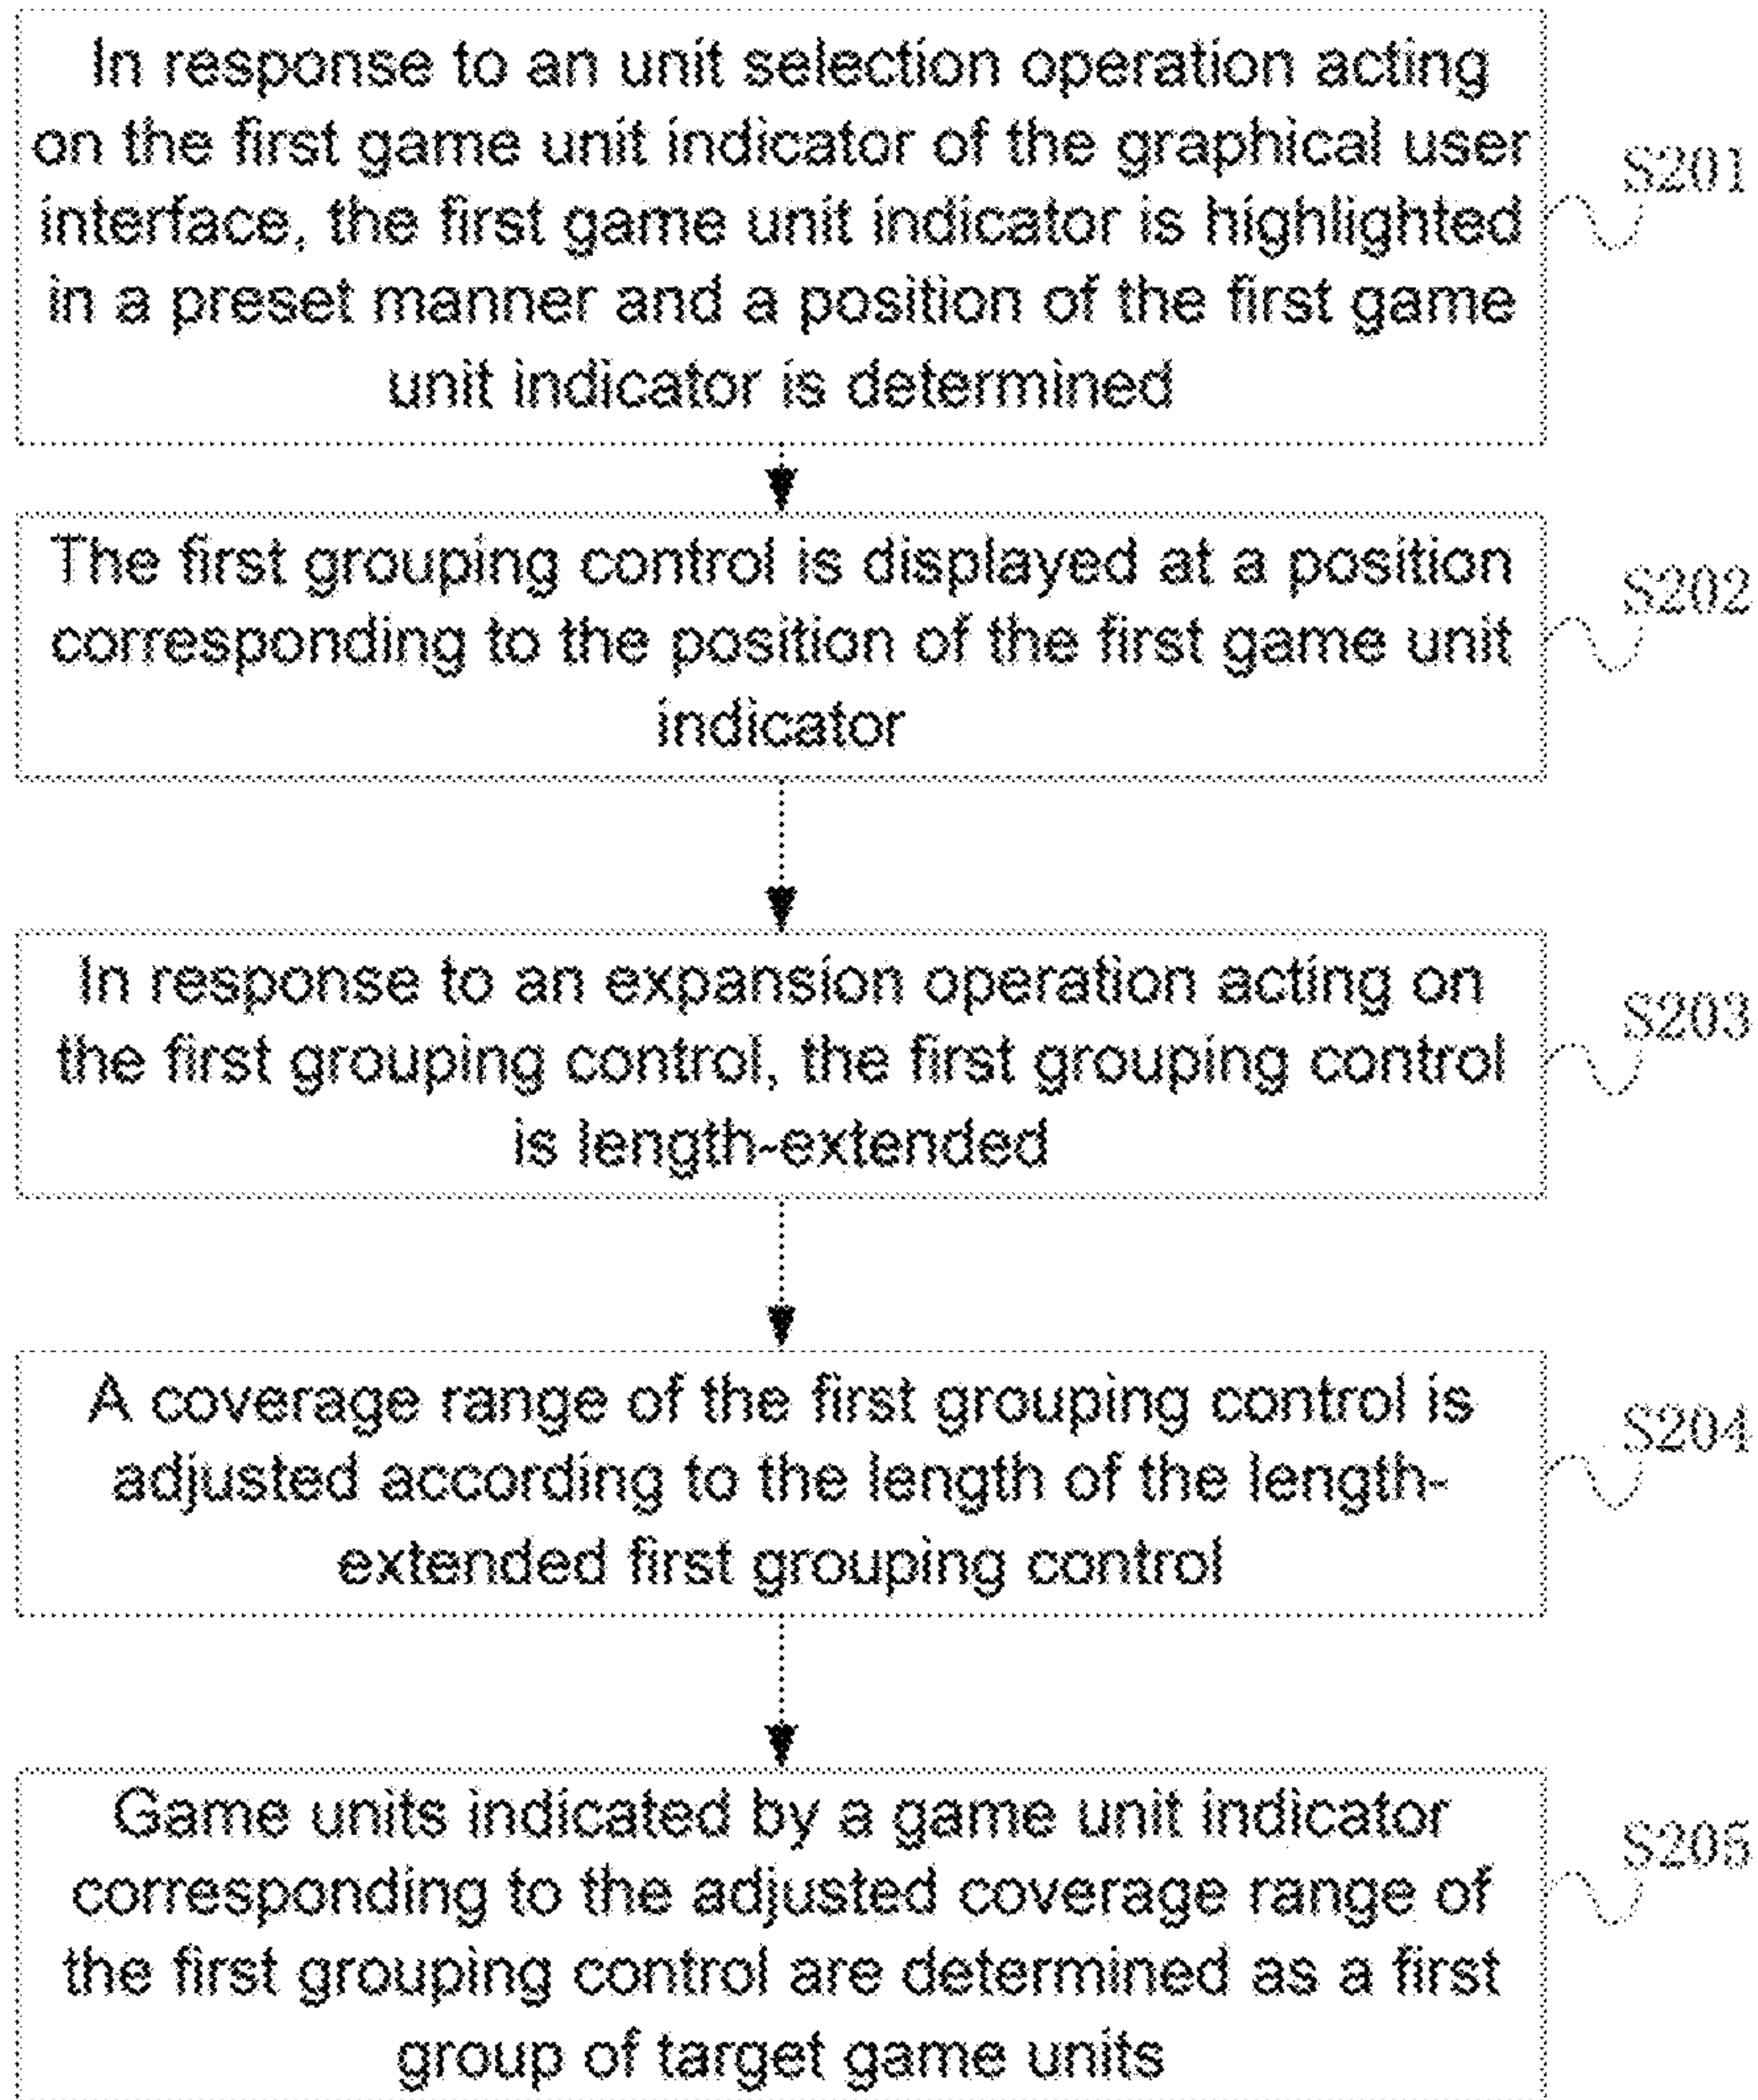 In response to an unit selection operation acting
on the first game unit indicator of the graphical user
interface, the first game unit indicator is highlighted
in a preset manner and a position of the first game
unit indicator is determined
S201
The first grouping control is displayed at a position
corresponding to the position of the first game unit
indicator
S202
In response to an expansion operation acting on
the first grouping control, the first grouping control
is length-extended
S203
A coverage range of the first grouping control is
adjusted according to the length of the length-
extended first grouping control
S204
Game units indicated by a game unit indicator
corresponding to the adjusted coverage range of
the first grouping control are determined as a first
group of target game units
S205